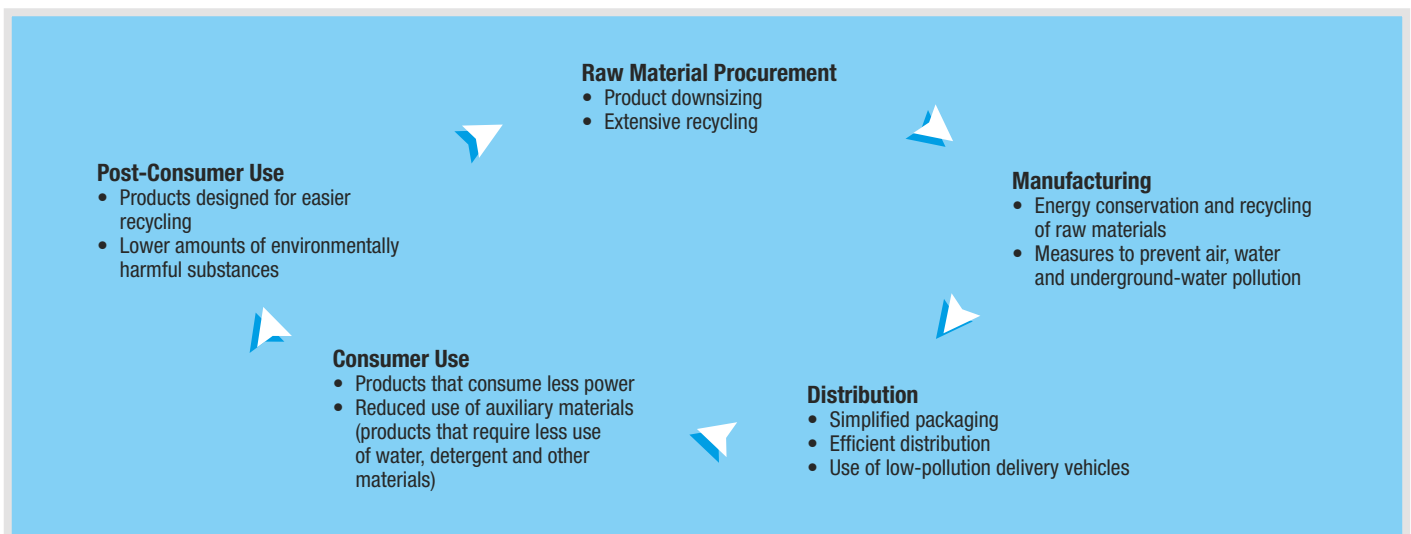 Raw Material Procurement
• Product downsizing
• Extensive recycling
Manufacturing
• Energy conservation and recycling
of raw materials
• Measures to prevent air, water
and underground-water pollution
Distribution
• Simplified packaging
• Efficient distribution
• Use of low-pollution delivery vehicles
Consumer Use
• Products that consume less power
• Reduced use of auxiliary materials
(products that require less use
of water, detergent and other
materials)
Post-Consumer Use
• Products designed for easier
recycling
• Lower amounts of environmentally
harmful substances